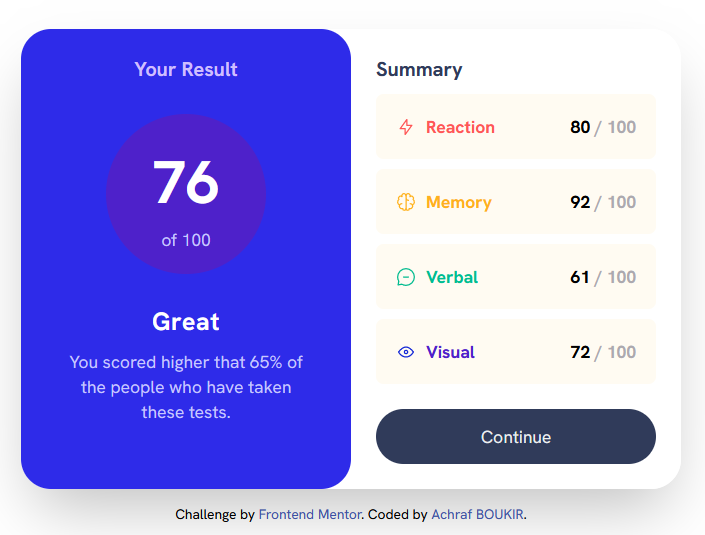 Your Result
76
of 100
Great
You scored higher that 65% of
the people who have taken
these tests.
Summary
Reaction 80 / 100
Memory 92 / 100
Verbal 61 / 100
Visual 72 / 100
Continue
Challenge by Frontend Mentor. Coded by Achraf BOUKIR.